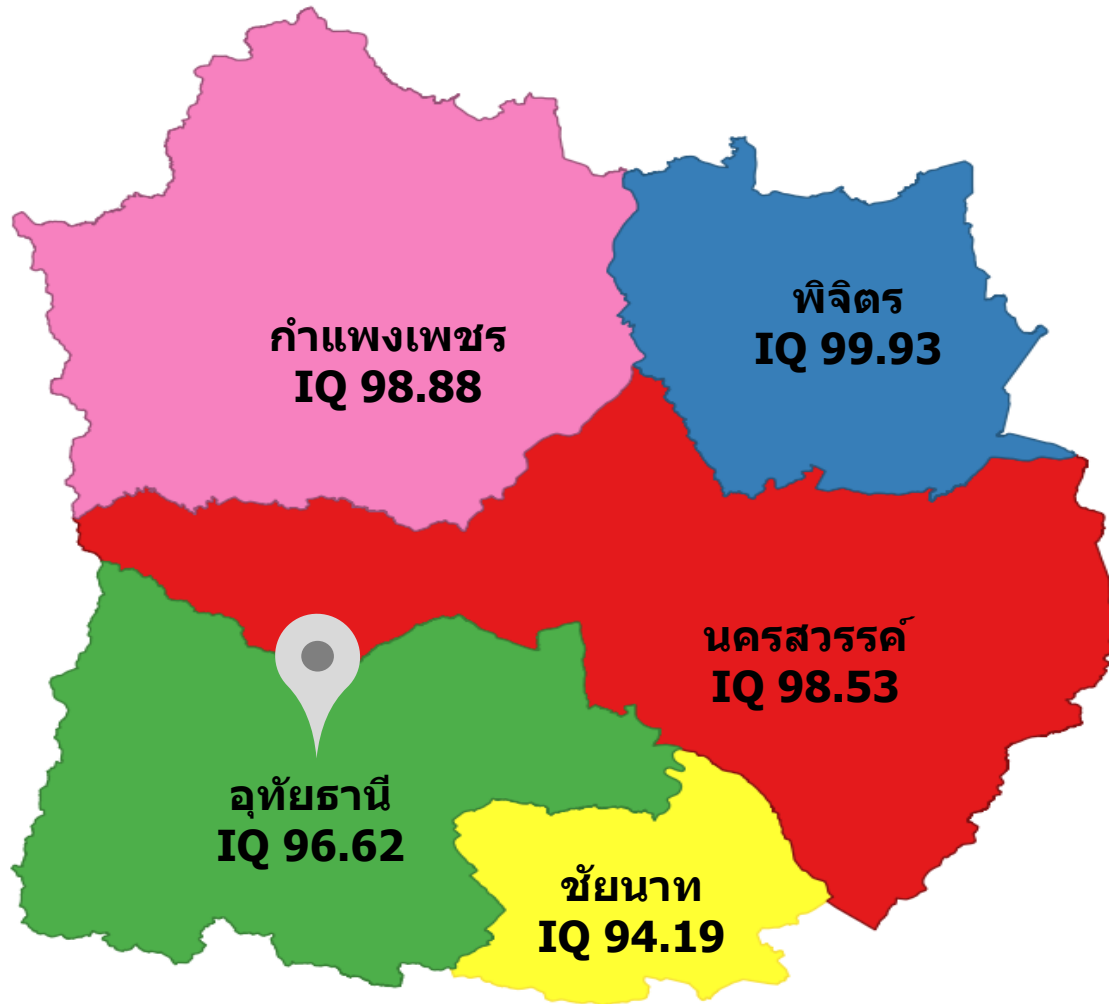 กำแพงเพชร
IQ 98.88
พิจิตร
IQ 99.93
นครสวรรค์
IQ 98.53
อุทัยธานี
IQ 96.62
ชัยนาท
IQ 94.19